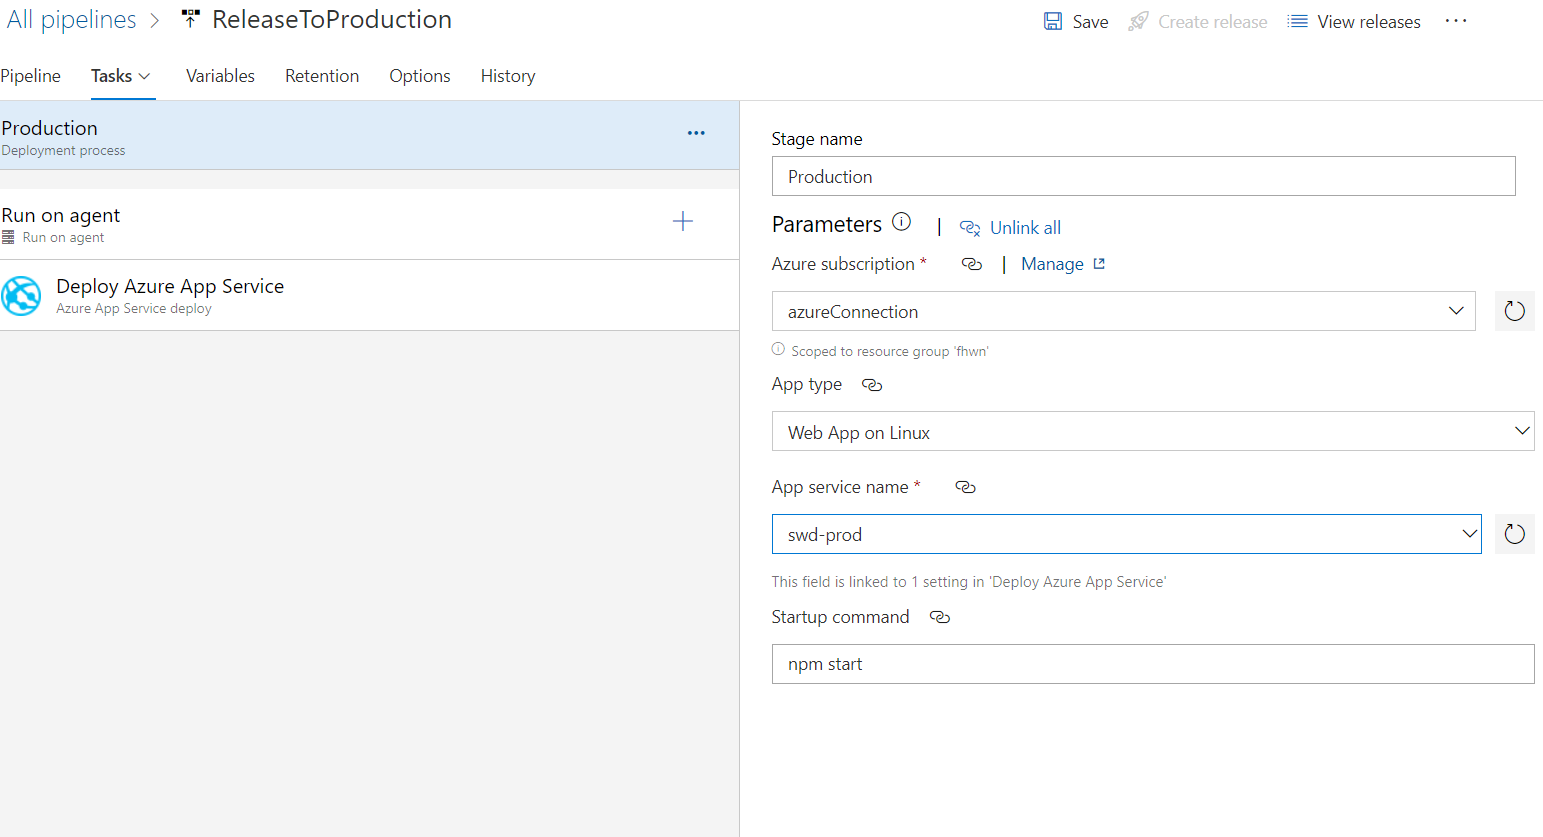 All pipelines > ReleaseToProduction
Save Create release View releases ...
Pipeline Tasks Variables Retention Options History
Production
Deployment process
Run on agent
Run on agent
Deploy Azure App Service
Azure App Service deploy
Stage name
Production
Parameters | Unlink all
Azure subscription * | Manage
azureConnection
Scoped to resource group 'fhwn'
App type
Web App on Linux
App service name *
swd-prod
This field is linked to 1 setting in 'Deploy Azure App Service'
Startup command
npm start